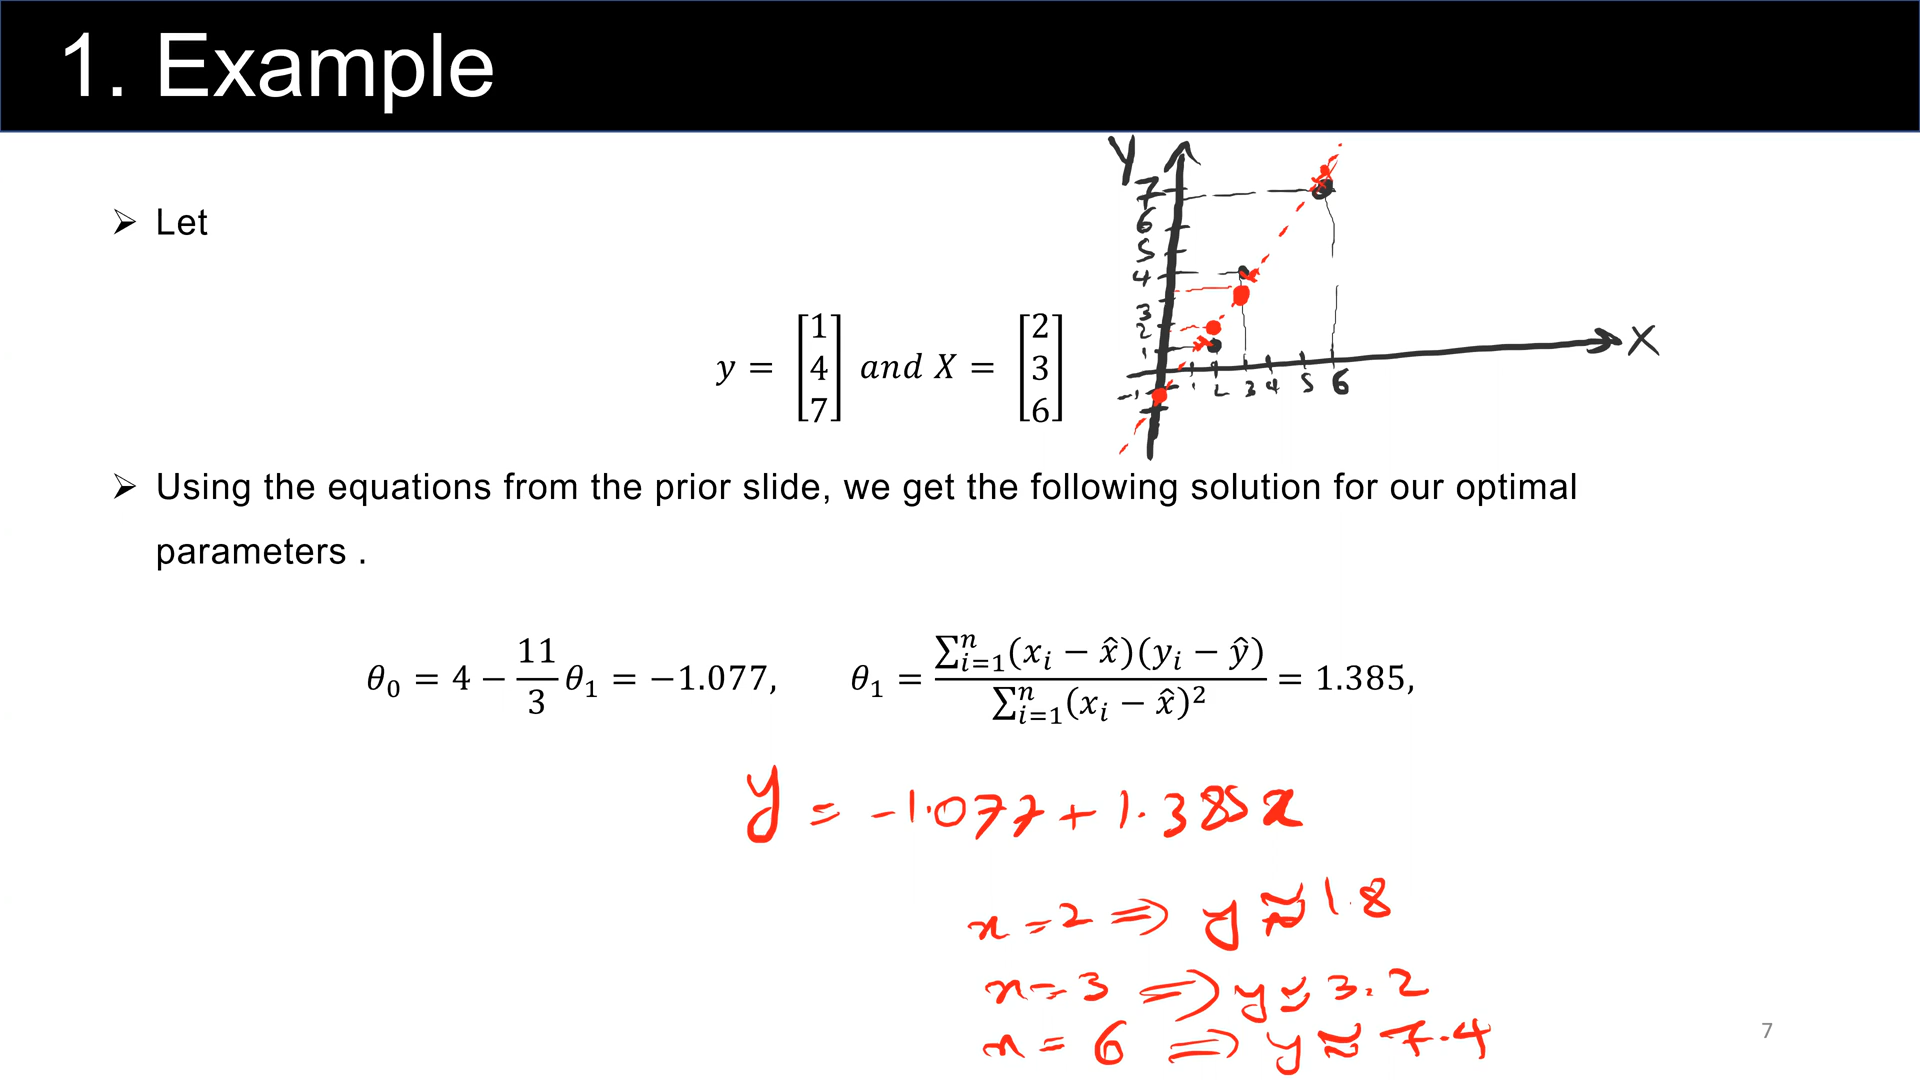 1. Example
➢ Let
y = [1 4 7] and X = [2 3 6]
Y
7
6
5
4
3
2
1
-1
1 2 3 4 5 6
X
➢ Using the equations from the prior slide, we get the following solution for our optimal
parameters .
θ₀ = 4 − 11/3 θ₁ = −1.077, θ₁ = ∑ⁿᵢ₌₁(xᵢ − x̂)(yᵢ − ŷ) / ∑ⁿᵢ₌₁(xᵢ − x̂)² = 1.385,
y = -1.077 + 1.385x
x = 2 ⇒ y ≈ 1.8
x = 3 ⇒ y ≈ 3.2
x = 6 ⇒ y ≈ 7.4
7